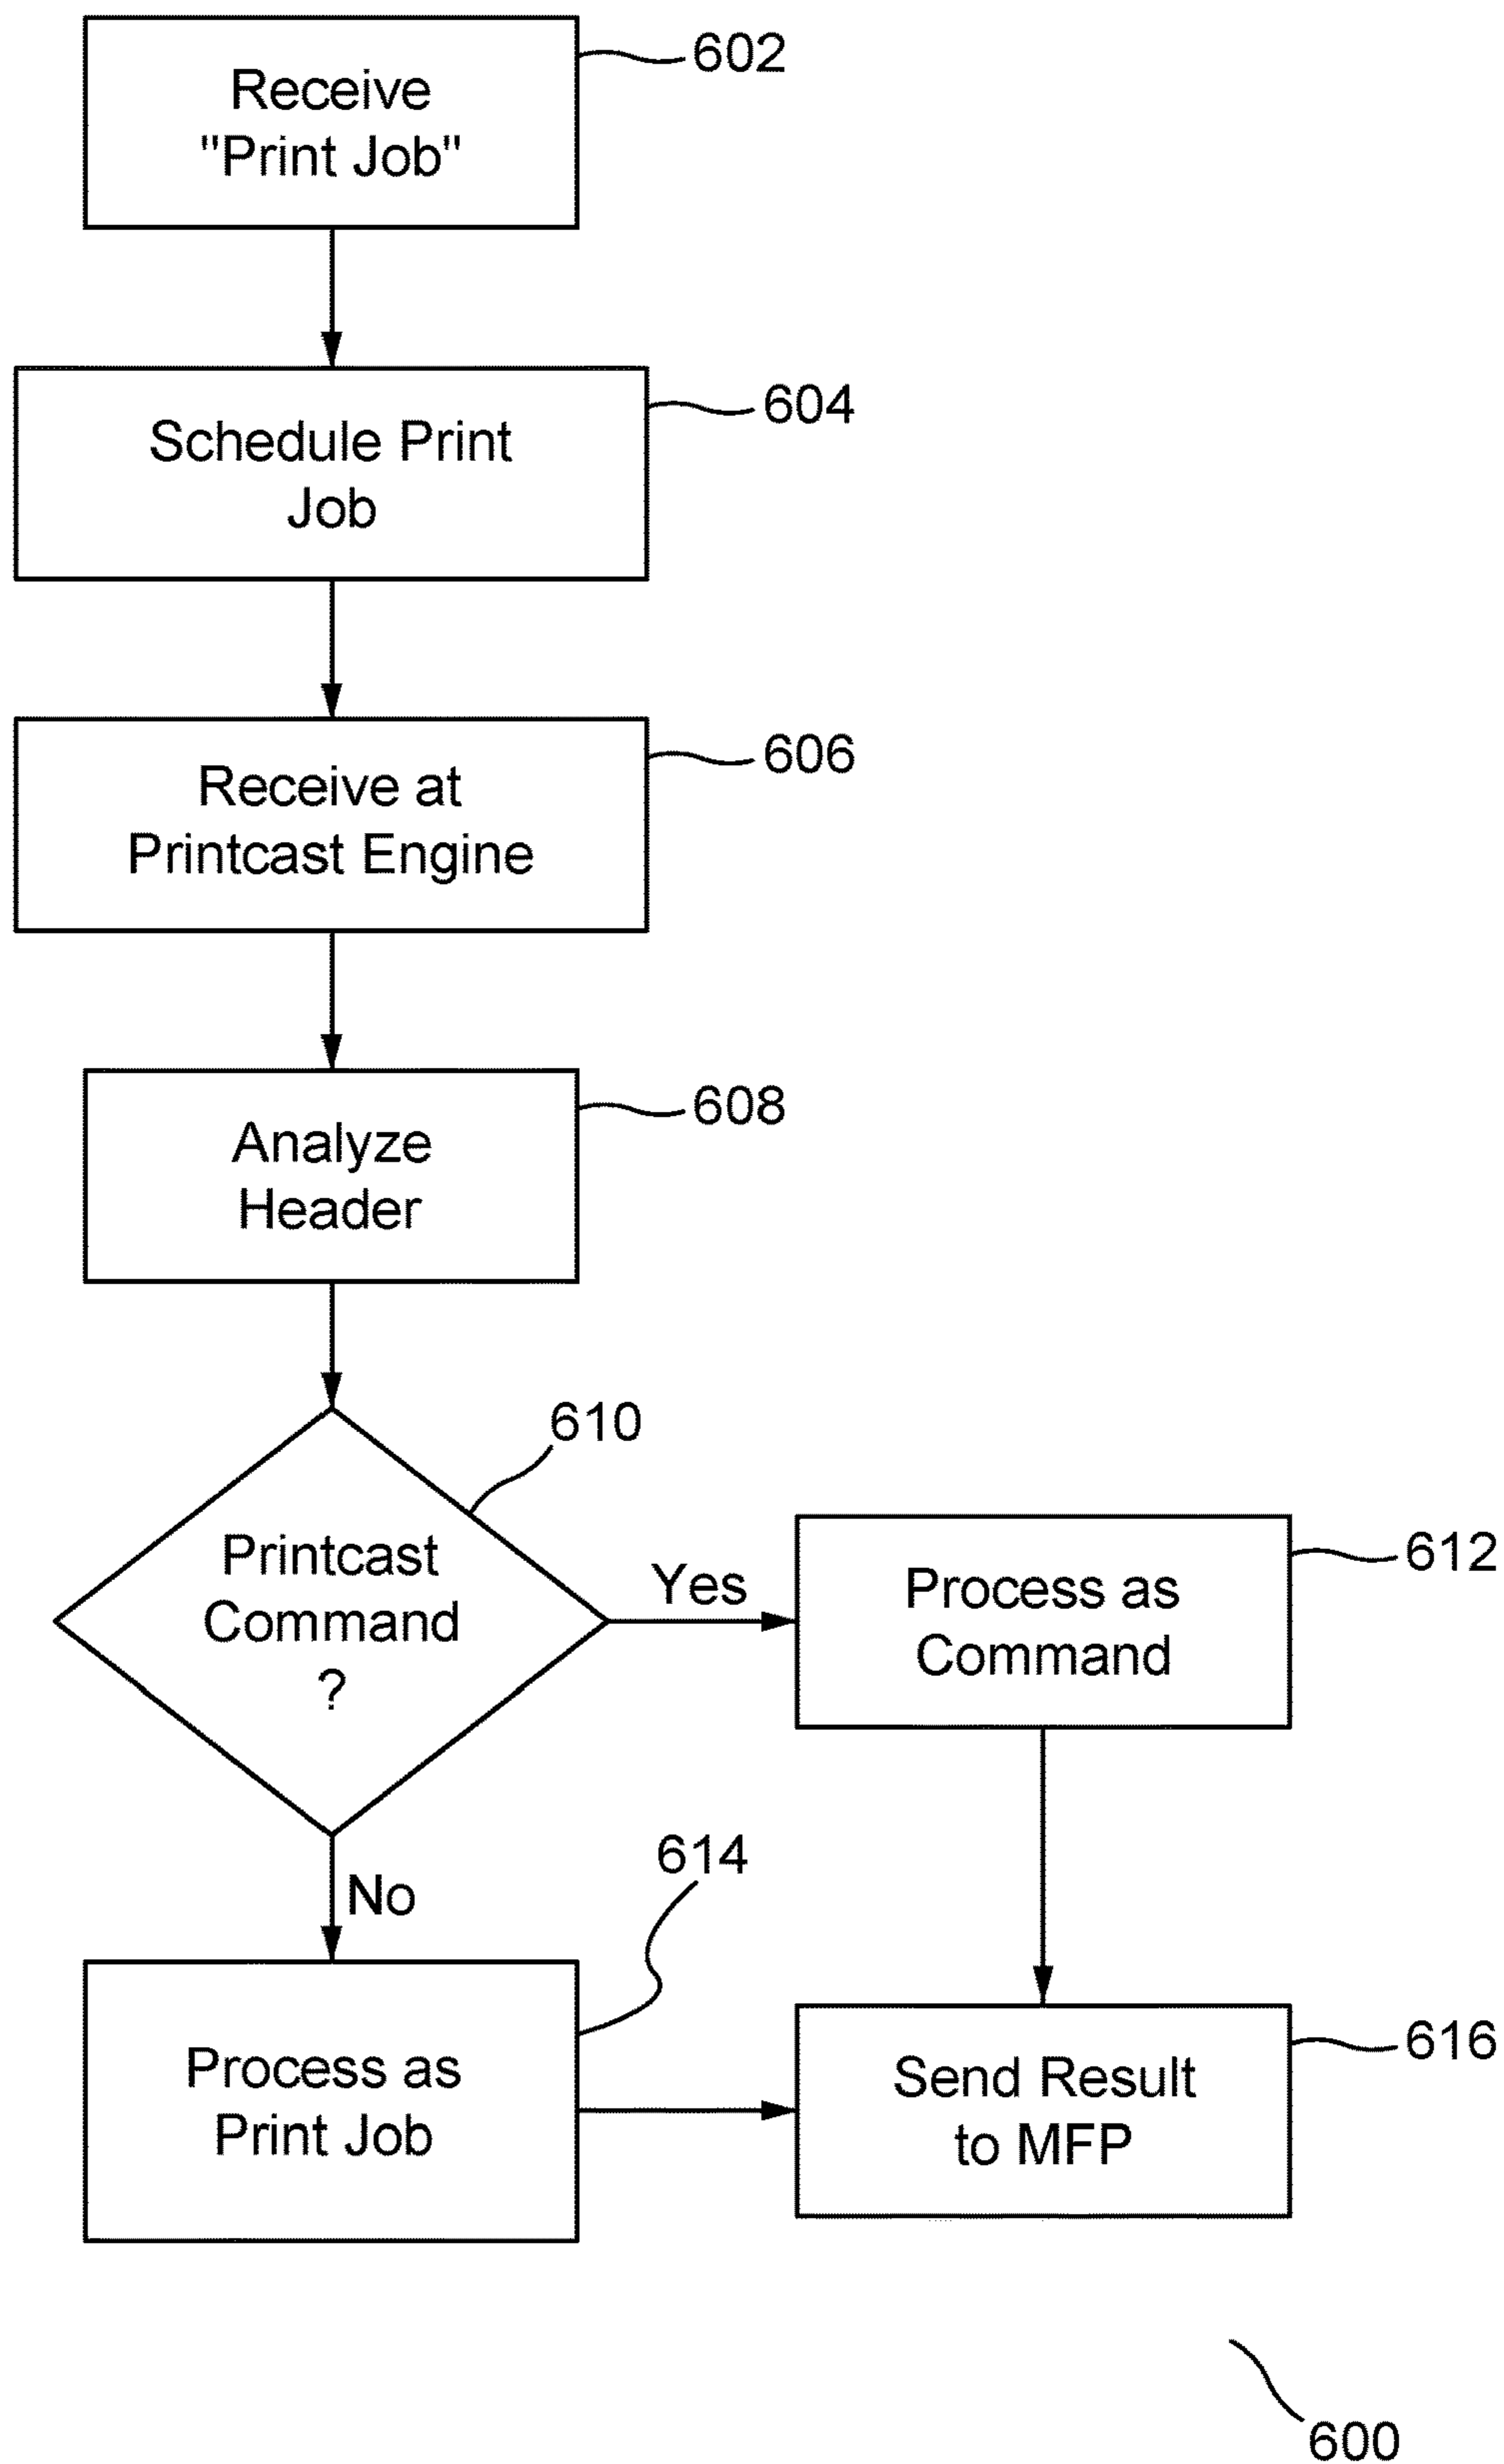 Receive
"Print Job"
602
Schedule Print
Job
604
Receive at
Printcast Engine
606
Analyze
Header
608
610
Printcast
Command
?
Yes
Process as
Command
612
No
614
Process as
Print Job
Send Result
to MFP
616
600